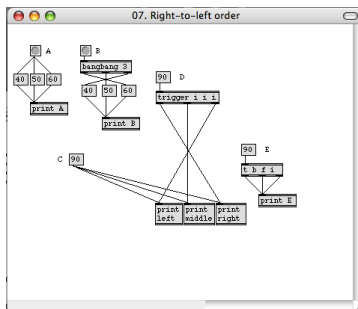 07. Right-to-left order
A
B
bangbang 3
40 50 60
40 50 60
print A
print B
90 D
trigger i i i
C 90
90 E
t b f i
print E
print left
print middle
print right